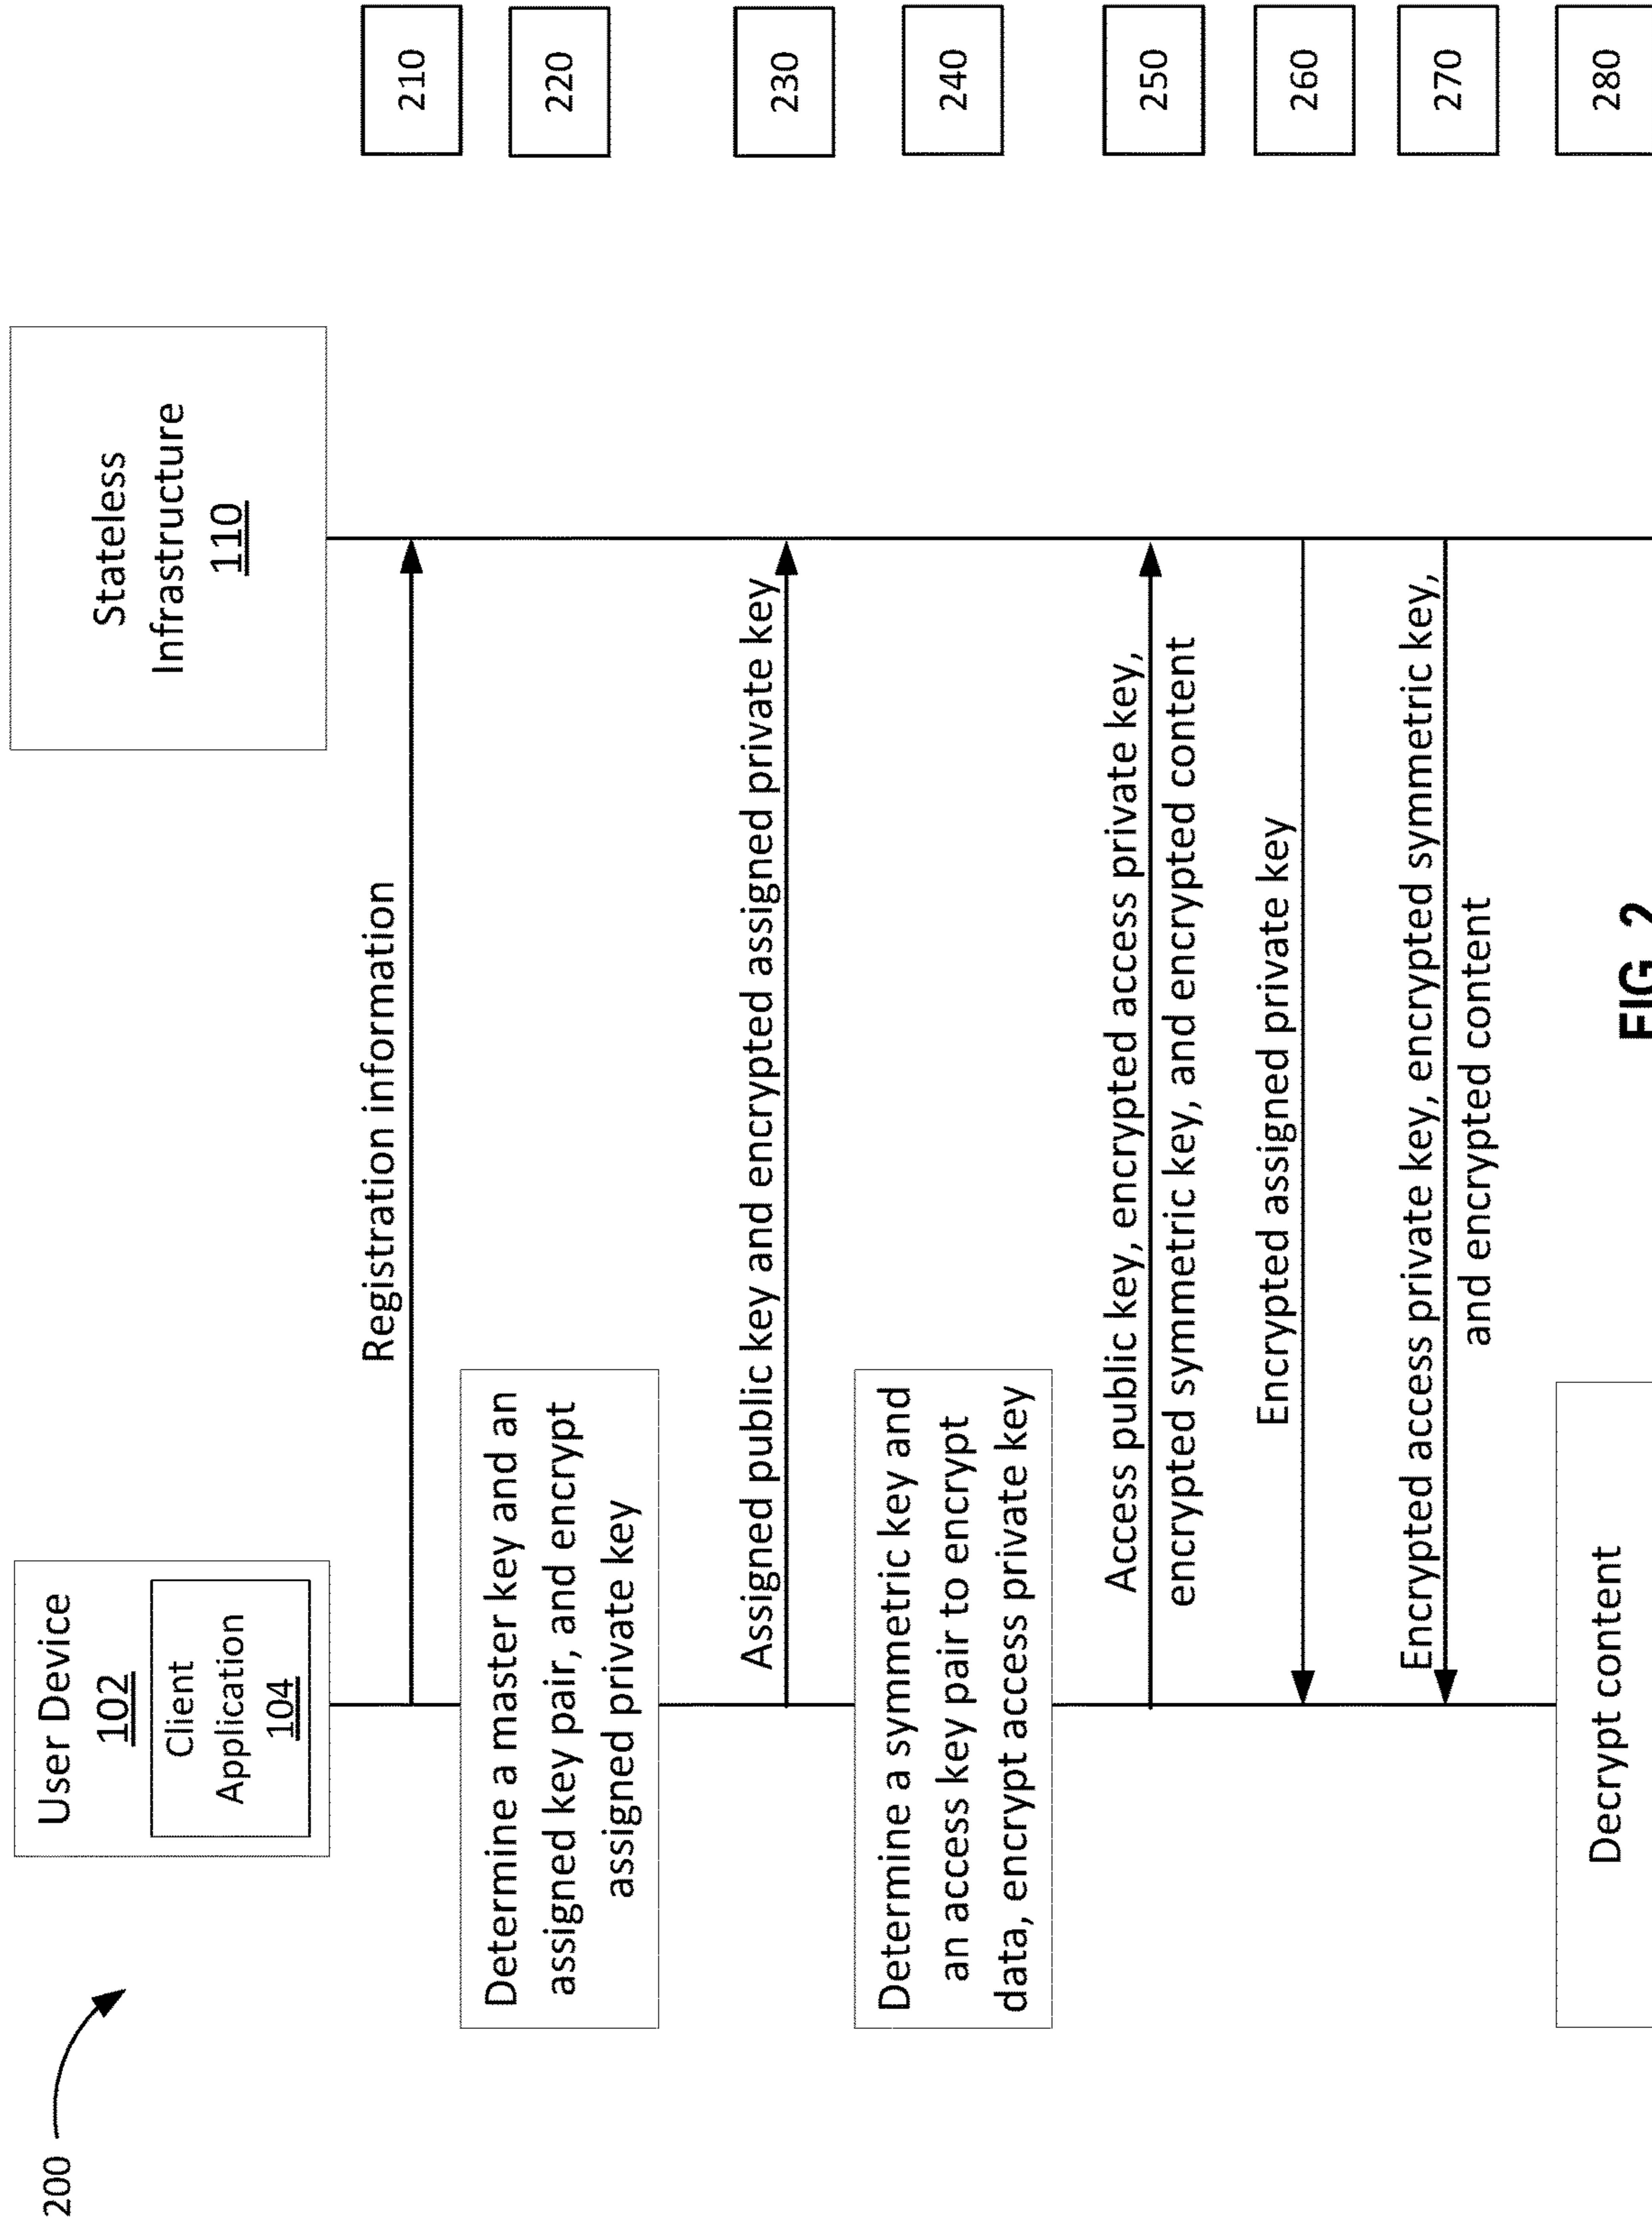 200
User Device
102
Client
Application
104
Stateless
Infrastructure
110
Registration information
210
Determine a master key and an
assigned key pair, and encrypt
assigned private key
220
Assigned public key and encrypted assigned private key
230
Determine a symmetric key and
an access key pair to encrypt
data, encrypt access private key
240
Access public key, encrypted access private key,
encrypted symmetric key, and encrypted content
250
Encrypted assigned private key
260
Encrypted access private key, encrypted symmetric key,
and encrypted content
270
Decrypt content
280
FIG. 2